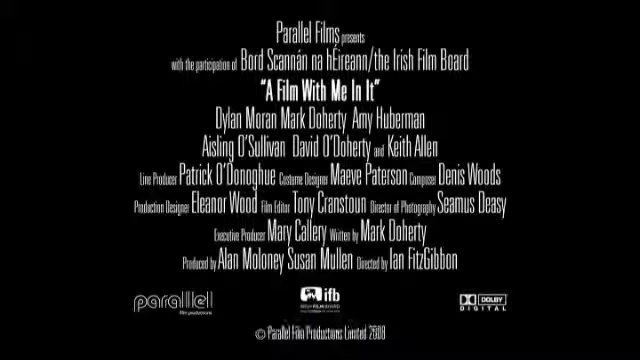 Parallel Films presents
with the participation of Bord Scannán na hÉireann/the Irish Film Board
"A Film With Me In It"
Dylan Moran Mark Doherty Amy Huberman
Aisling O'Sullivan David O'Doherty and Keith Allen
Line Producer Patrick O'Donoghue Costume Designer Maeve Paterson Composer Denis Woods
Production Designer Eleanor Wood Film Editor Tony Cranstoun Director of Photography Seamus Deasy
Executive Producer Mary Callery Written by Mark Doherty
Produced by Alan Moloney Susan Mullen Directed by Ian FitzGibbon
parallel ifb DOLBY
film productions DIGITAL
© Parallel Film Productions Limited 2008